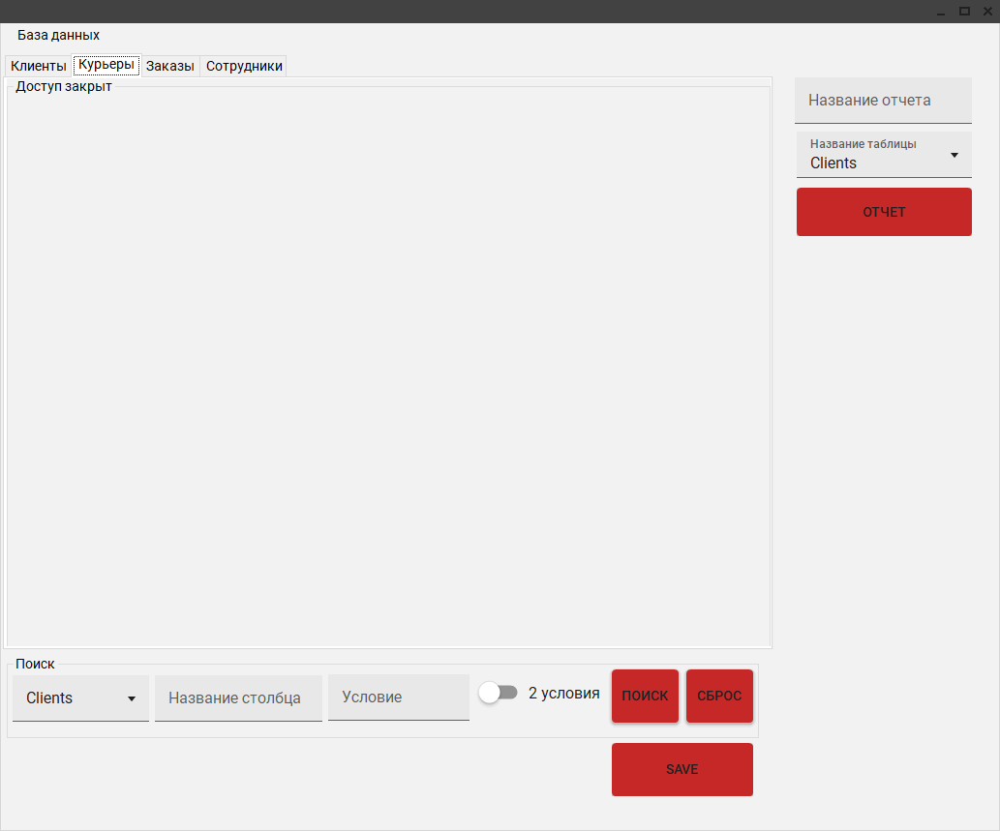 База данных
Клиенты Курьеры Заказы Сотрудники
Доступ закрыт
Название отчета
Название таблицы
Clients
ОТЧЕТ
Поиск
Clients Название столбца Условие 2 условия ПОИСК СБРОС
SAVE